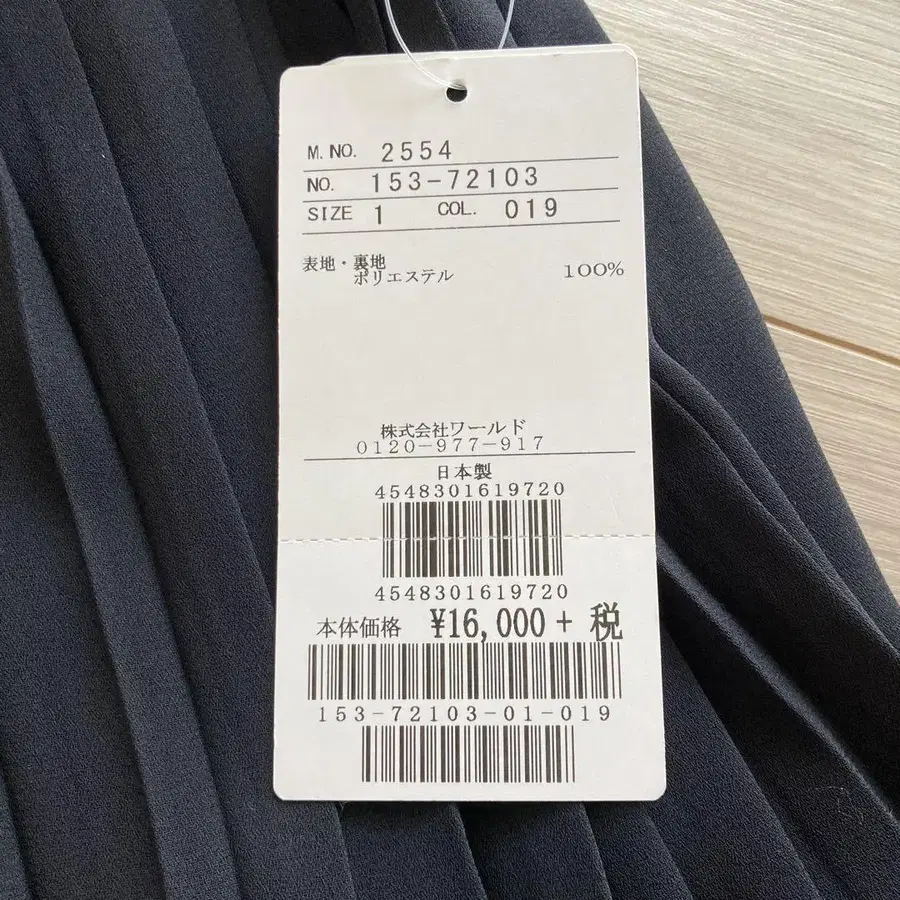 M. NO. 2554
NO. 153-72103
SIZE 1 COL. 019
表地・裏地
ポリエステル 100%
株式会社ワールド
0120-977-917
日本製
4548301619720
4548301619720
本体価格 ¥16,000 + 税
153-72103-01-019